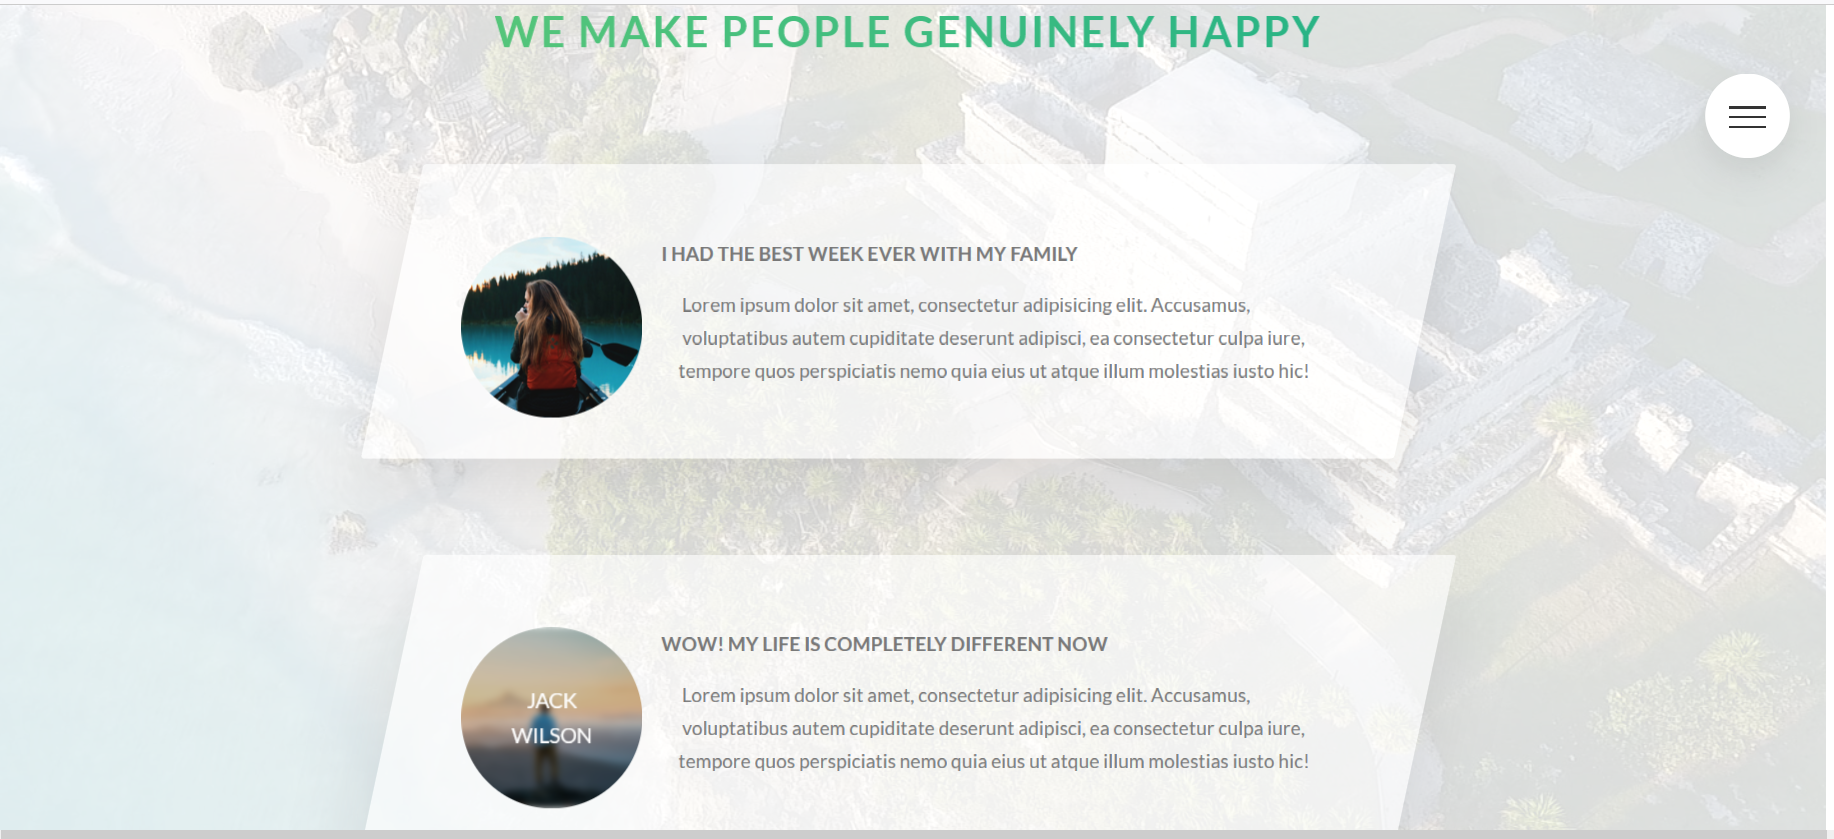 WE MAKE PEOPLE GENUINELY HAPPY
I HAD THE BEST WEEK EVER WITH MY FAMILY
Lorem ipsum dolor sit amet, consectetur adipisicing elit. Accusamus,
voluptatibus autem cupiditate deserunt adipisci, ea consectetur culpa iure,
tempore quos perspiciatis nemo quia eius ut atque illum molestias iusto hic!
JACK
WILSON
WOW! MY LIFE IS COMPLETELY DIFFERENT NOW
Lorem ipsum dolor sit amet, consectetur adipisicing elit. Accusamus,
voluptatibus autem cupiditate deserunt adipisci, ea consectetur culpa iure,
tempore quos perspiciatis nemo quia eius ut atque illum molestias iusto hic!